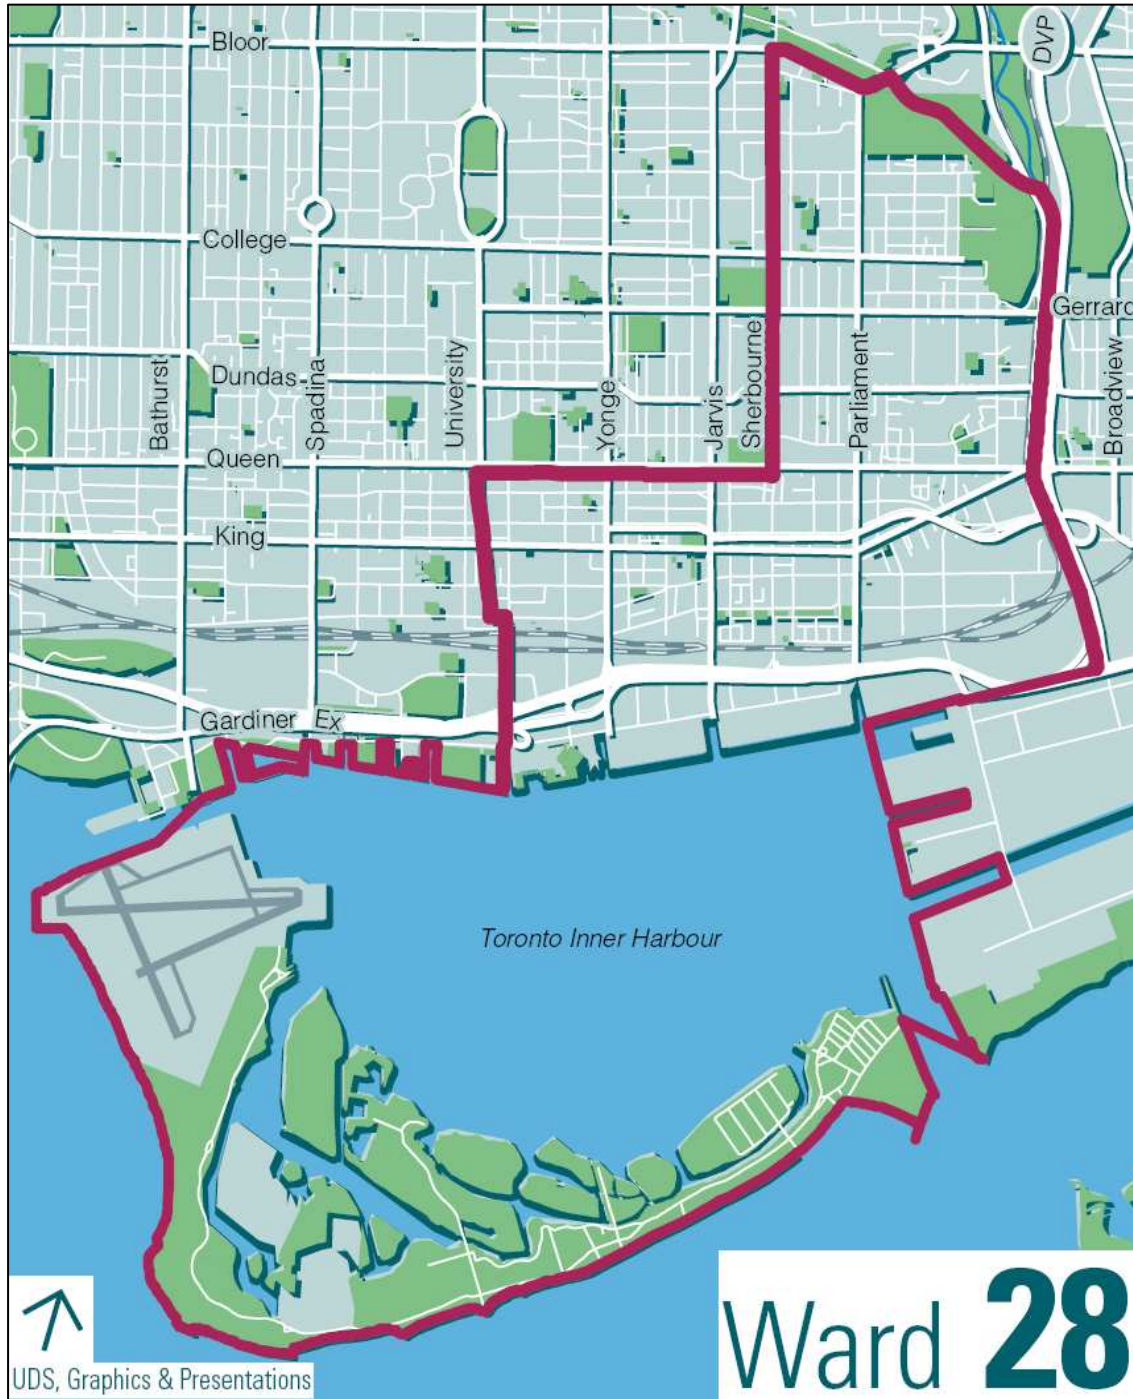 Bloor
DVP
College
Gerrard
Bathurst
Spadina
University
Yonge
Jarvis
Sherbourne
Parliament
Broadview
Dundas
Queen
King
Gardiner Ex
Toronto Inner Harbour
Ward 28
UDS, Graphics & Presentations